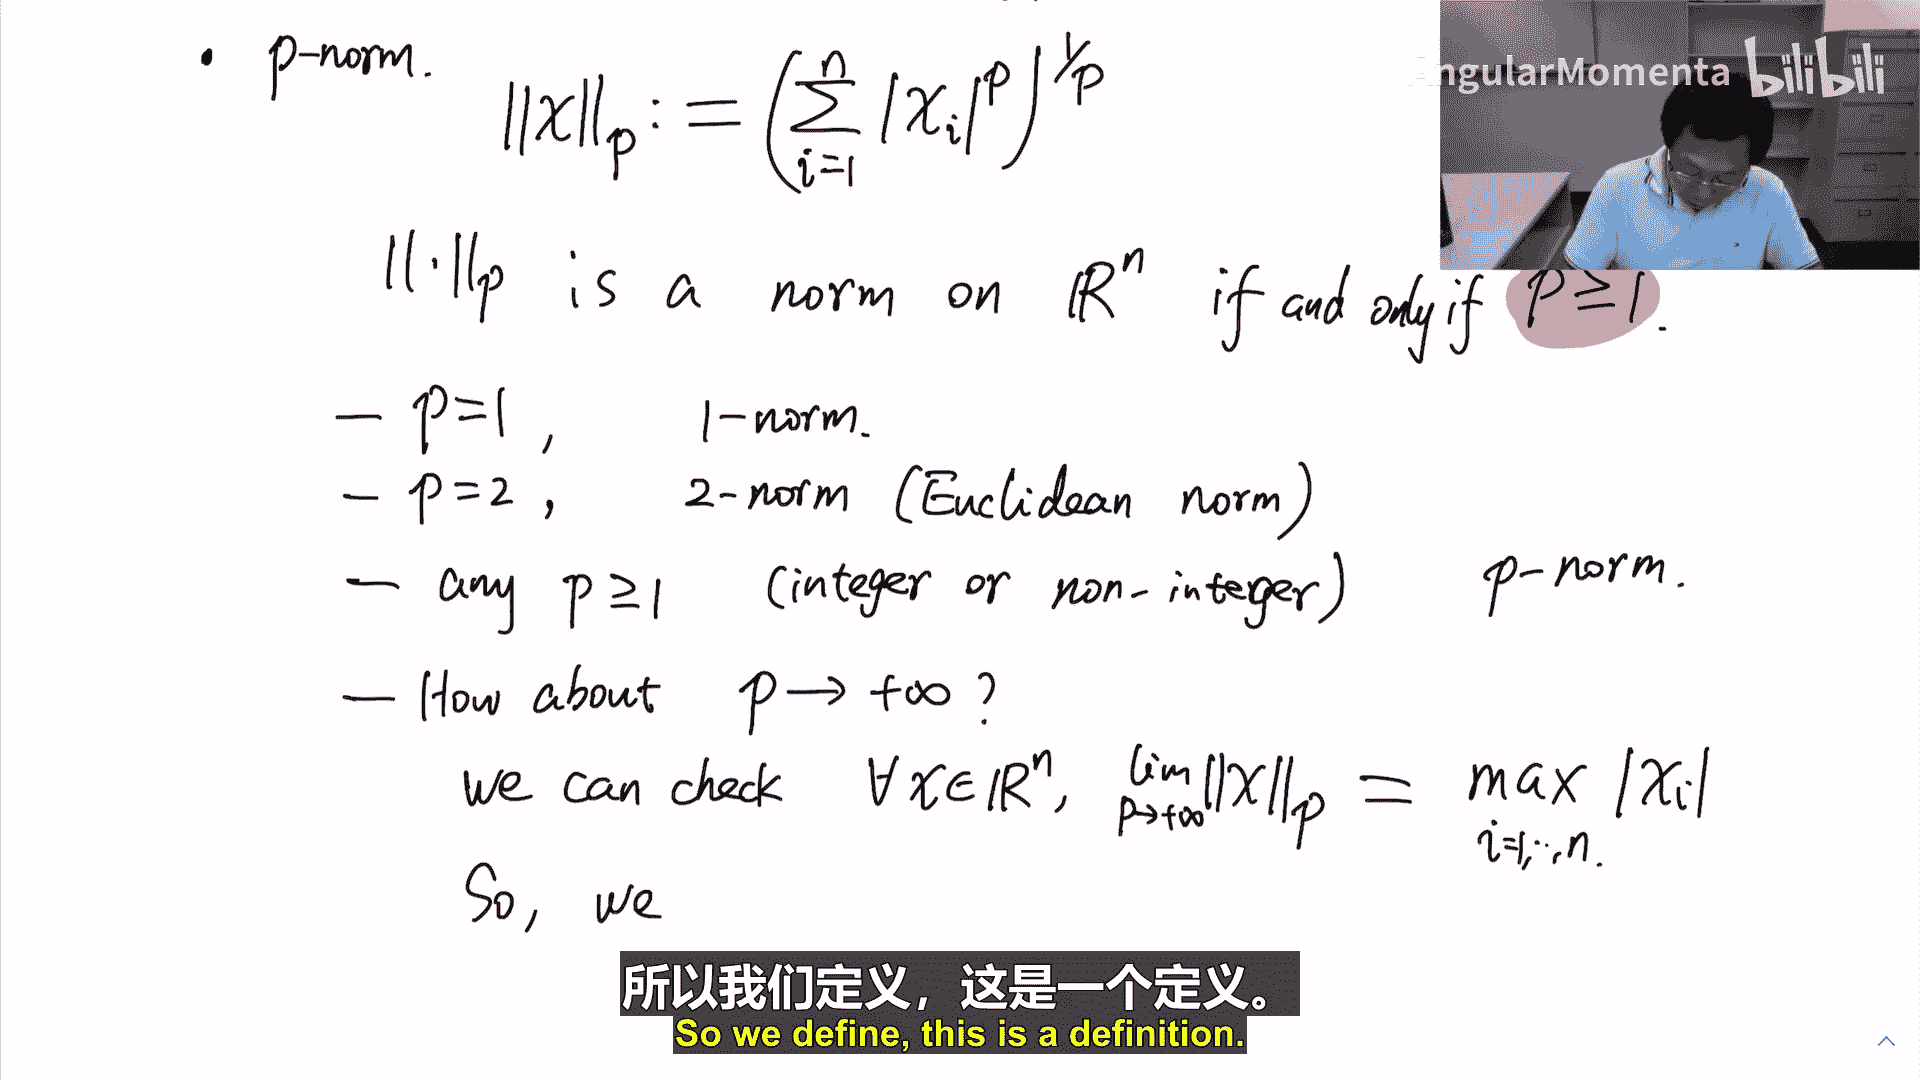 • p-norm. ||x||_p := (∑_{i=1}^{n} |x_i|^p)^{1/p}
ngularMomenta bilibili
||·||_p is a norm on ℝ^n if and only if p≥1.
— p=1, 1-norm.
— p=2, 2-norm (Euclidean norm)
— any p≥1 (integer or non-integer) p-norm.
— How about p→+∞?
we can check ∀x∈ℝ^n, lim_{p→+∞} ||x||_p = max_{i=1,···,n.} |x_i|
So, we
所以我们定义，这是一个定义。
So we define, this is a definition.